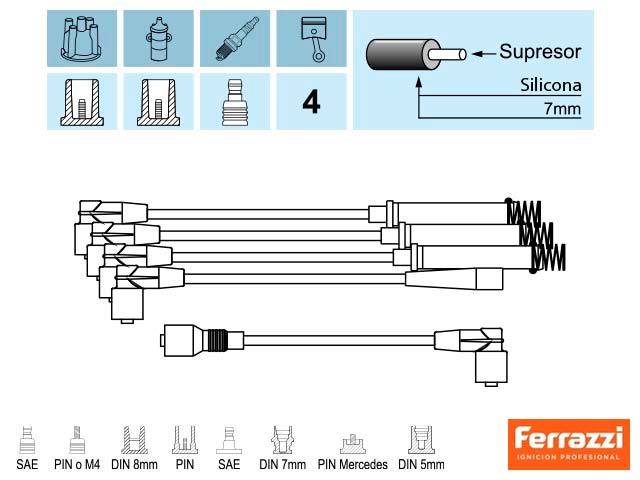 Supresor
Silicona
4
7mm
SAE PIN o M4 DIN 8mm PIN SAE DIN 7mm PIN Mercedes DIN 5mm
Ferrazzi
IGNICION PROFESIONAL